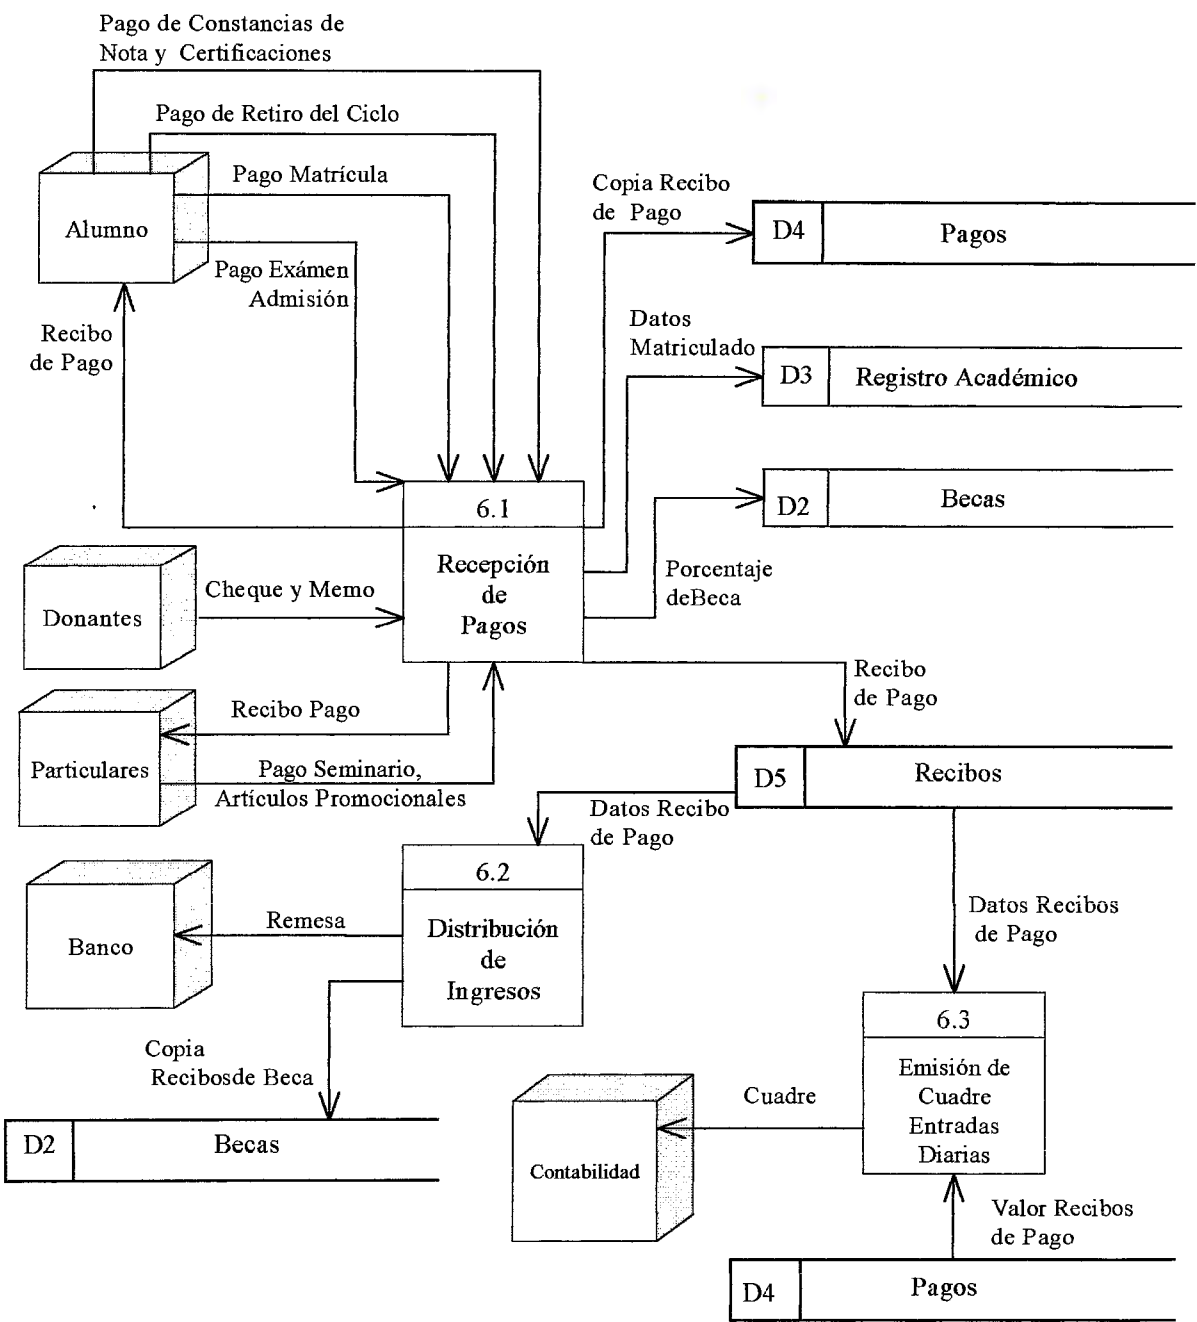 Pago de Constancias de
Nota y Certificaciones
Pago de Retiro del Ciclo
Pago Matrícula
Alumno
Pago Exámen
Admisión
Recibo
de Pago
Copia Recibo
de Pago
D4
Pagos
Datos
Matriculado
D3
Registro Académico
D2
Becas
6.1
Recepción
de
Pagos
Porcentaje
deBeca
Donantes
Cheque y Memo
Recibo
de Pago
Recibo Pago
Particulares
Pago Seminario,
Artículos Promocionales
D5
Recibos
Datos Recibo
de Pago
6.2
Distribución
de
Ingresos
Remesa
Banco
Datos Recibos
de Pago
Copia
Recibosde Beca
D2
Becas
6.3
Emisión de
Cuadre
Entradas
Diarias
Cuadre
Contabilidad
Valor Recibos
de Pago
D4
Pagos